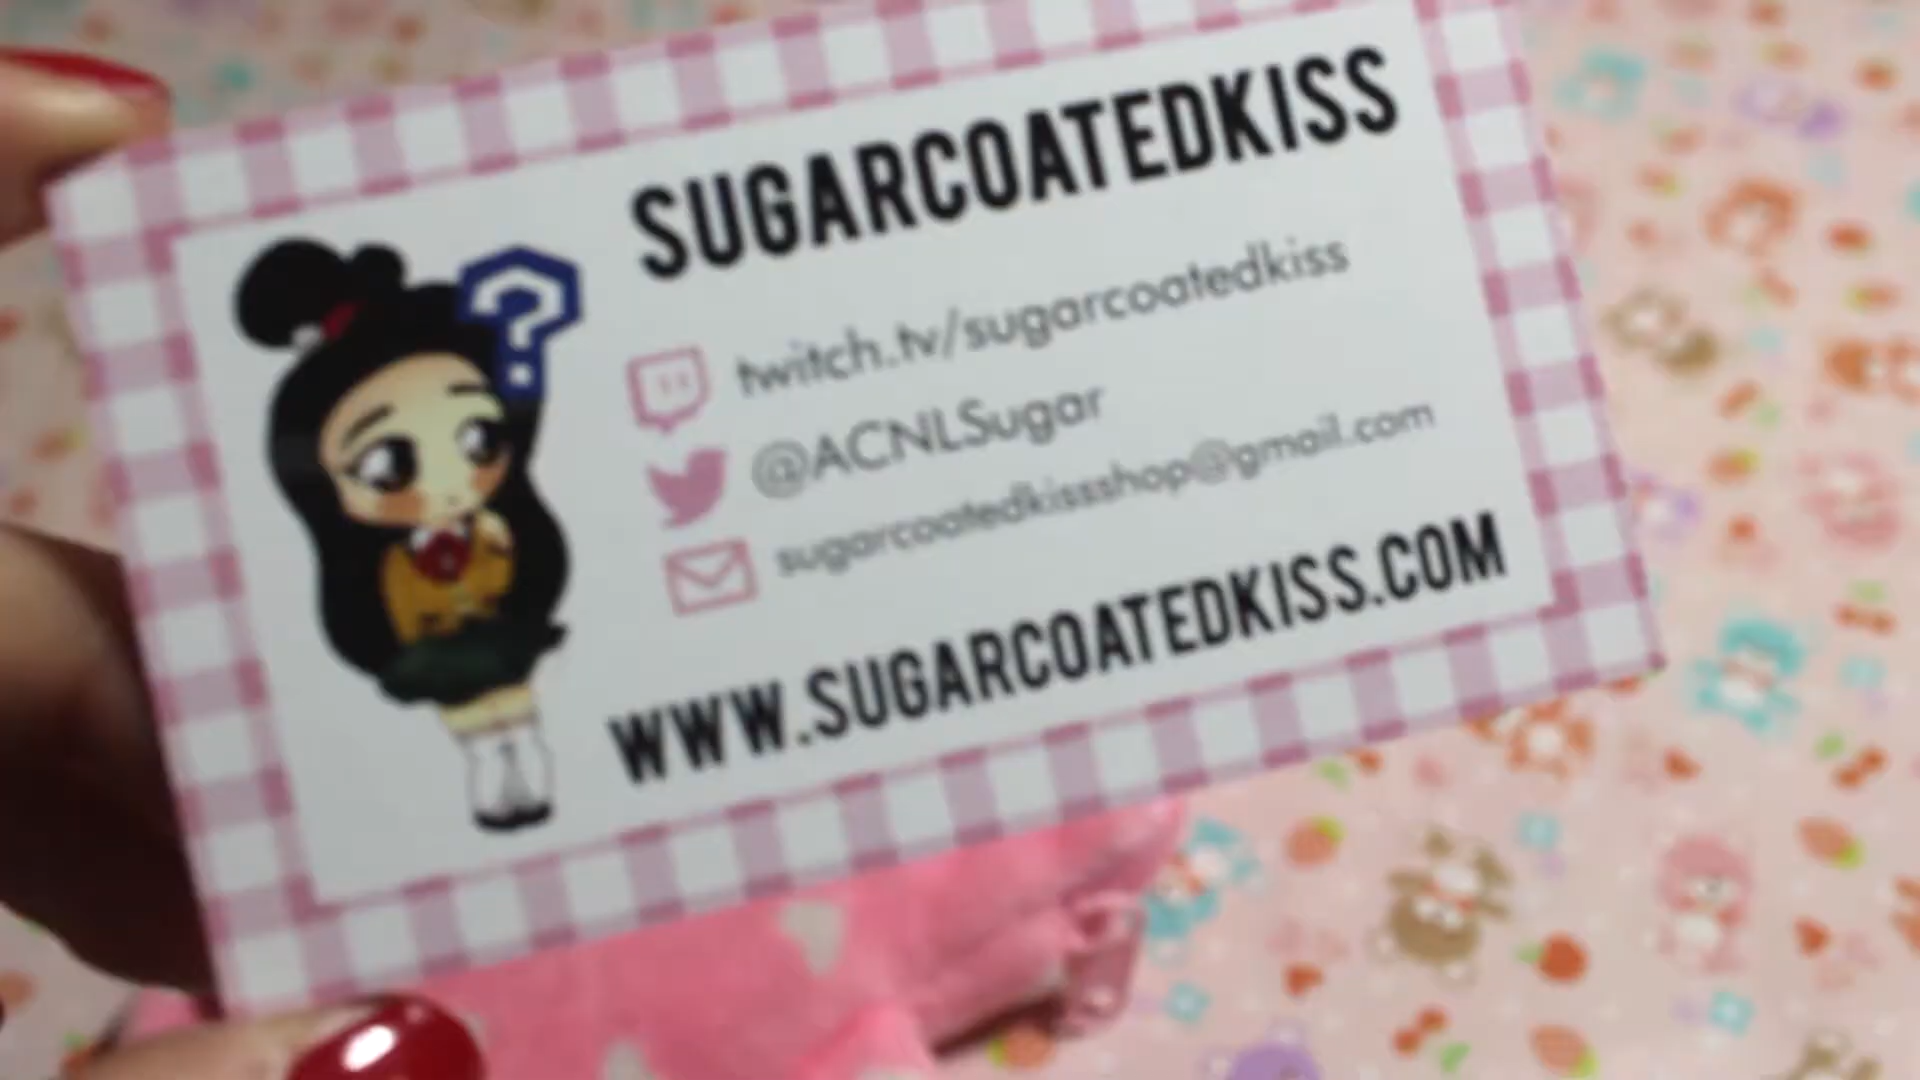 SUGARCOATEDKISS
twitch.tv/sugarcoatedkiss
@ACNLSugar
sugarcoatedkissshop@gmail.com
WWW.SUGARCOATEDKISS.COM